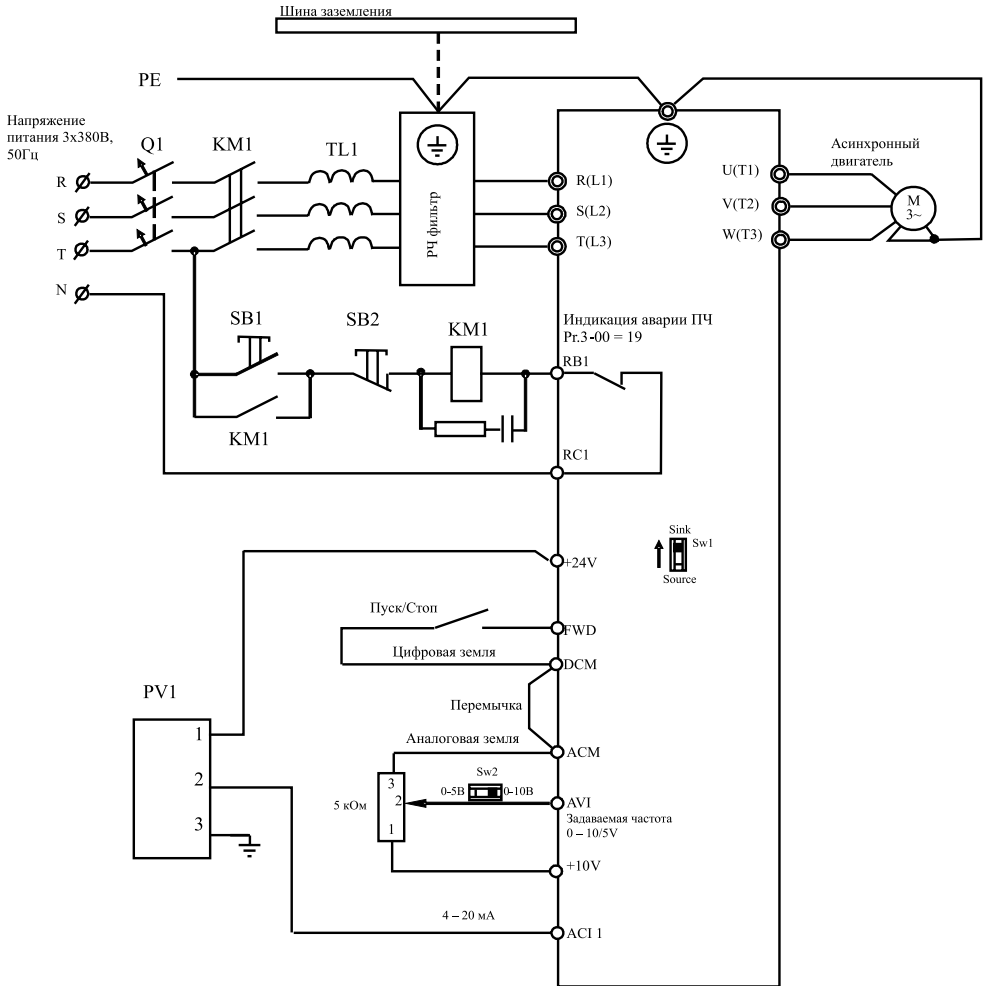 Шина заземления
PE
Напряжение
питания 3х380В,
50Гц
Q1
KM1
TL1
R
S
T
N
РЧ фильтр
R(L1)
S(L2)
T(L3)
U(T1)
V(T2)
W(T3)
Асинхронный
двигатель
M
3~
SB1
SB2
KM1
KM1
Индикация аварии ПЧ
Pr.3-00 = 19
RB1
RC1
Sink
Sw1
Source
+24V
Пуск/Стоп
FWD
Цифровая земля
DCM
Перемычка
PV1
1
2
3
Аналоговая земля
ACM
Sw2
0-5В
0-10В
5 кОм
3
2
1
AVI
Задаваемая частота
0 – 10/5V
+10V
4 – 20 мА
ACI 1